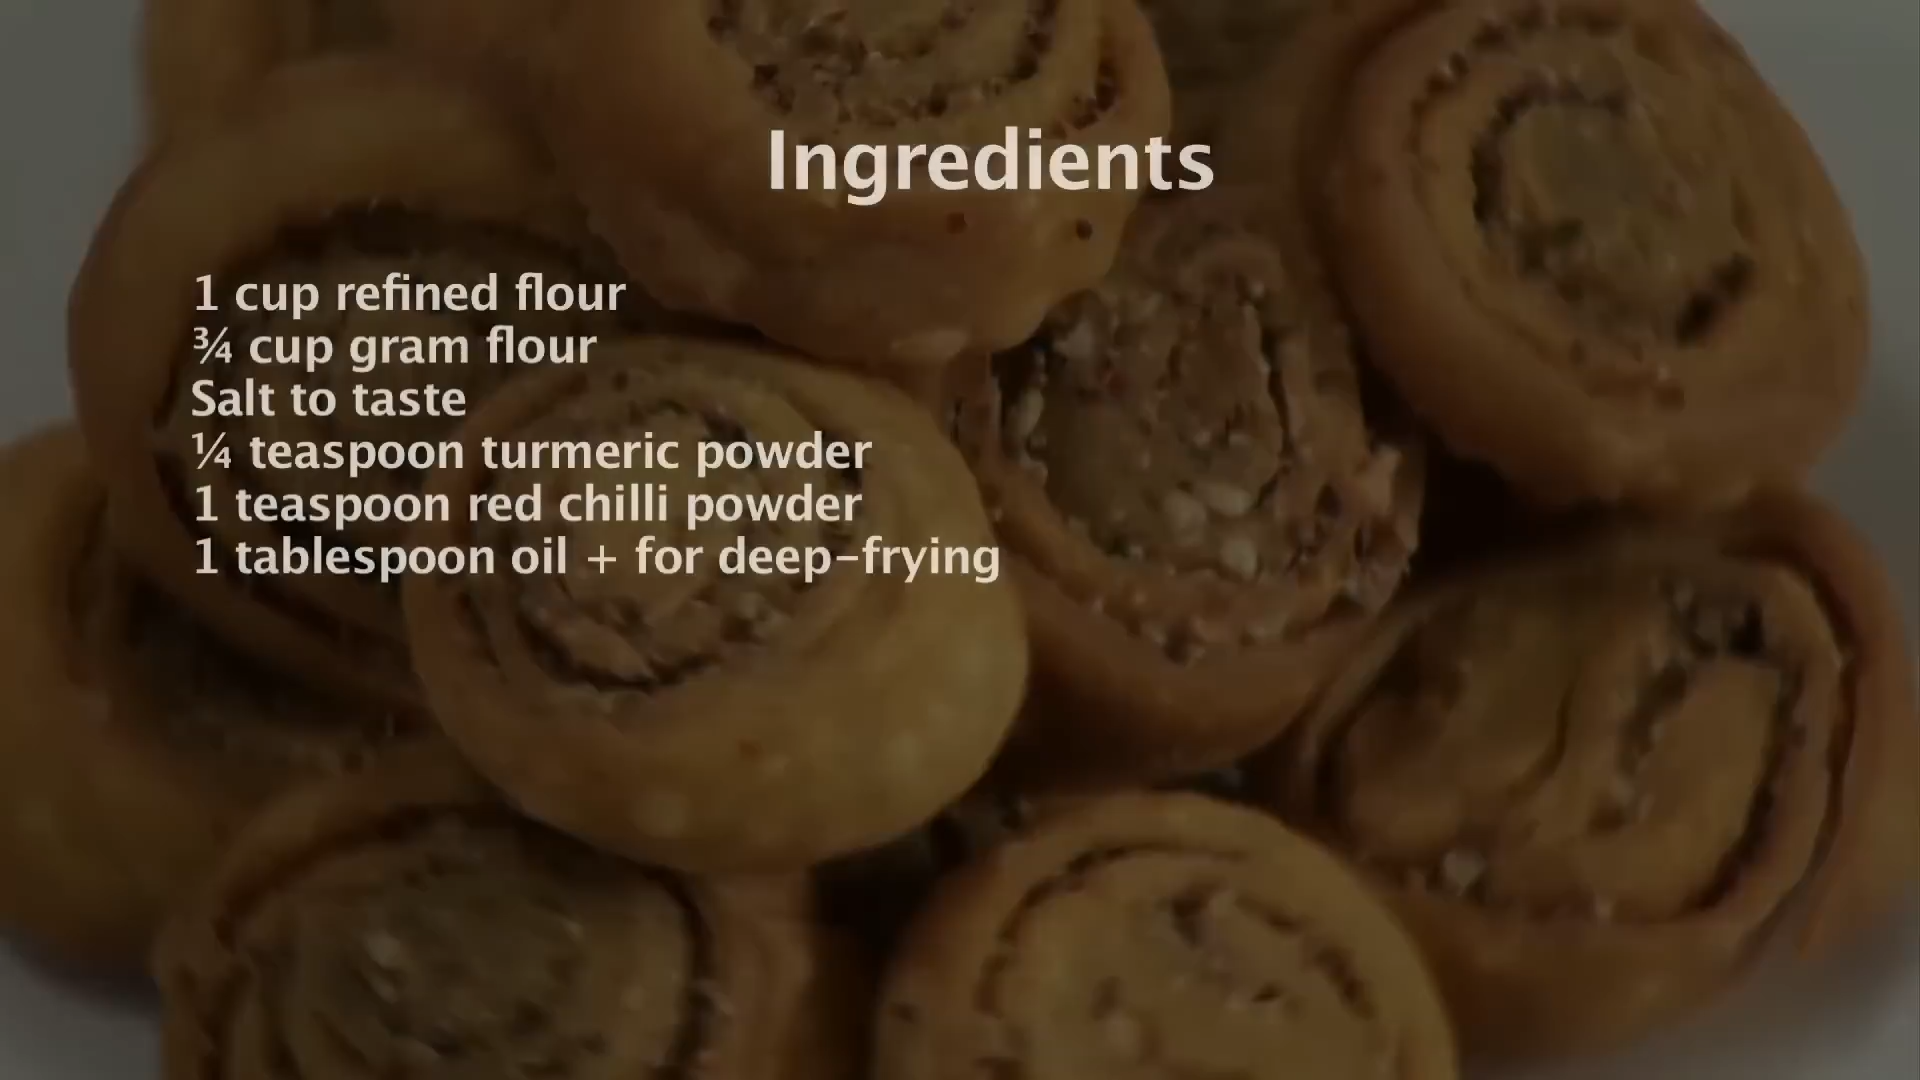 Ingredients
1 cup refined flour
¾ cup gram flour
Salt to taste
¼ teaspoon turmeric powder
1 teaspoon red chilli powder
1 tablespoon oil + for deep-frying